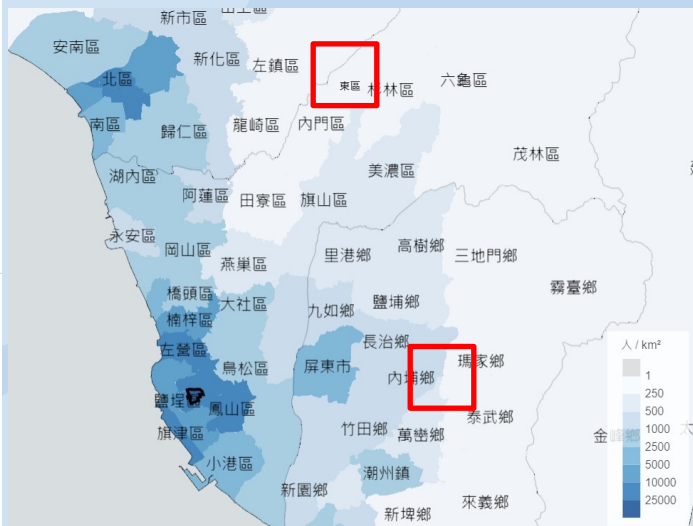 新市區
安南區
新化區
左鎮區
北區
東區
杉林區
六龜區
南區
歸仁區
龍崎區
內門區
茂林區
湖內區
美濃區
阿蓮區
田寮區
旗山區
永安區
岡山區
里港鄉
高樹鄉
三地門鄉
燕巢區
霧臺鄉
橋頭區
大社區
九如鄉
鹽埔鄉
楠梓區
長治鄉
左營區
鳥松區
屏東市
內埔鄉
瑪家鄉
鹽埕區
鳳山區
竹田鄉
萬巒鄉
泰武鄉
旗津區
金峰鄉
小港區
潮州鎮
新園鄉
來義鄉
新埤鄉
人 / km²
1
250
500
1000
2500
5000
10000
25000